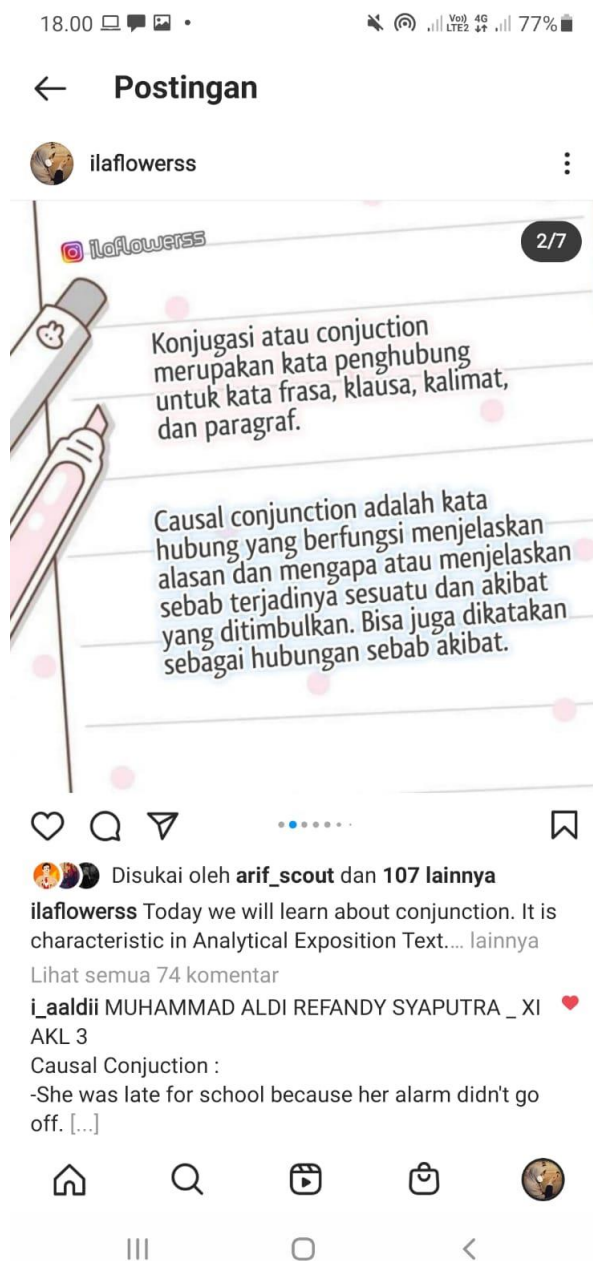 18.00
Voi) 4G
LTE2 77%
Postingan
ilaflowerss
ilaflowerss
2/7
Konjugasi atau conjuction
merupakan kata penghubung
untuk kata frasa, klausa, kalimat,
dan paragraf.
Causal conjunction adalah kata
hubung yang berfungsi menjelaskan
alasan dan mengapa atau menjelaskan
sebab terjadinya sesuatu dan akibat
yang ditimbulkan. Bisa juga dikatakan
sebagai hubungan sebab akibat.
Disukai oleh arif_scout dan 107 lainnya
ilaflowerss Today we will learn about conjunction. It is
characteristic in Analytical Exposition Text.... lainnya
Lihat semua 74 komentar
i_aaldii MUHAMMAD ALDI REFANDY SYAPUTRA _ XI
AKL 3
Causal Conjuction :
-She was late for school because her alarm didn't go
off. [...]